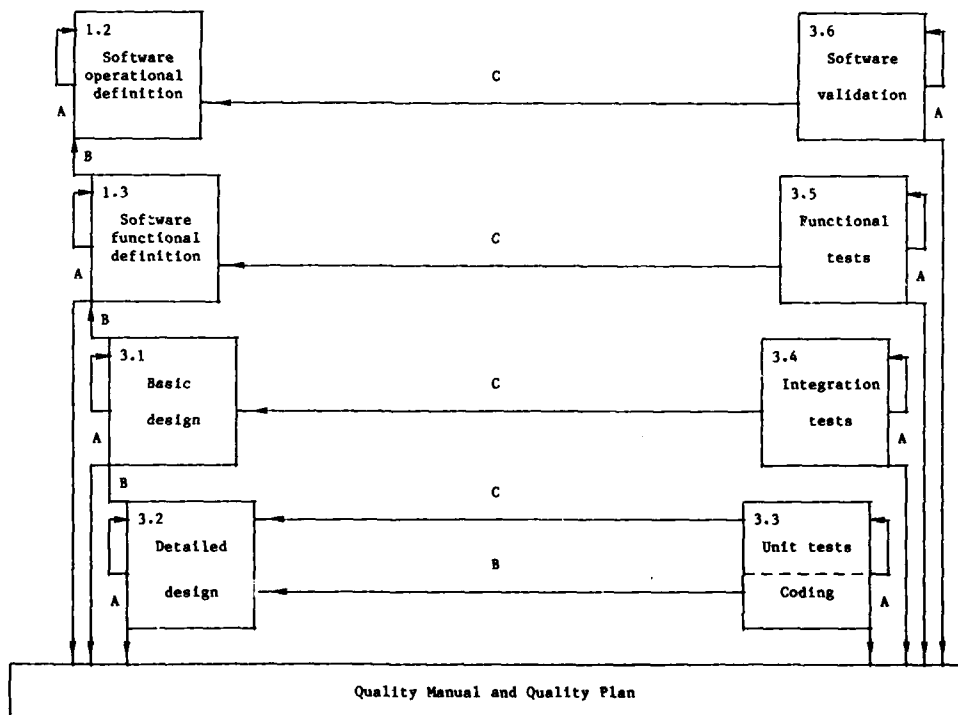 1.2
Software
operational
definition
A
B
C
3.6
Software
validation
A
1.3
Software
functional
definition
A
B
C
3.5
Functional
tests
A
3.1
Basic
design
A
B
C
3.4
Integration
tests
A
3.2
Detailed
design
A
C
B
3.3
Unit tests
Coding
A
Quality Manual and Quality Plan